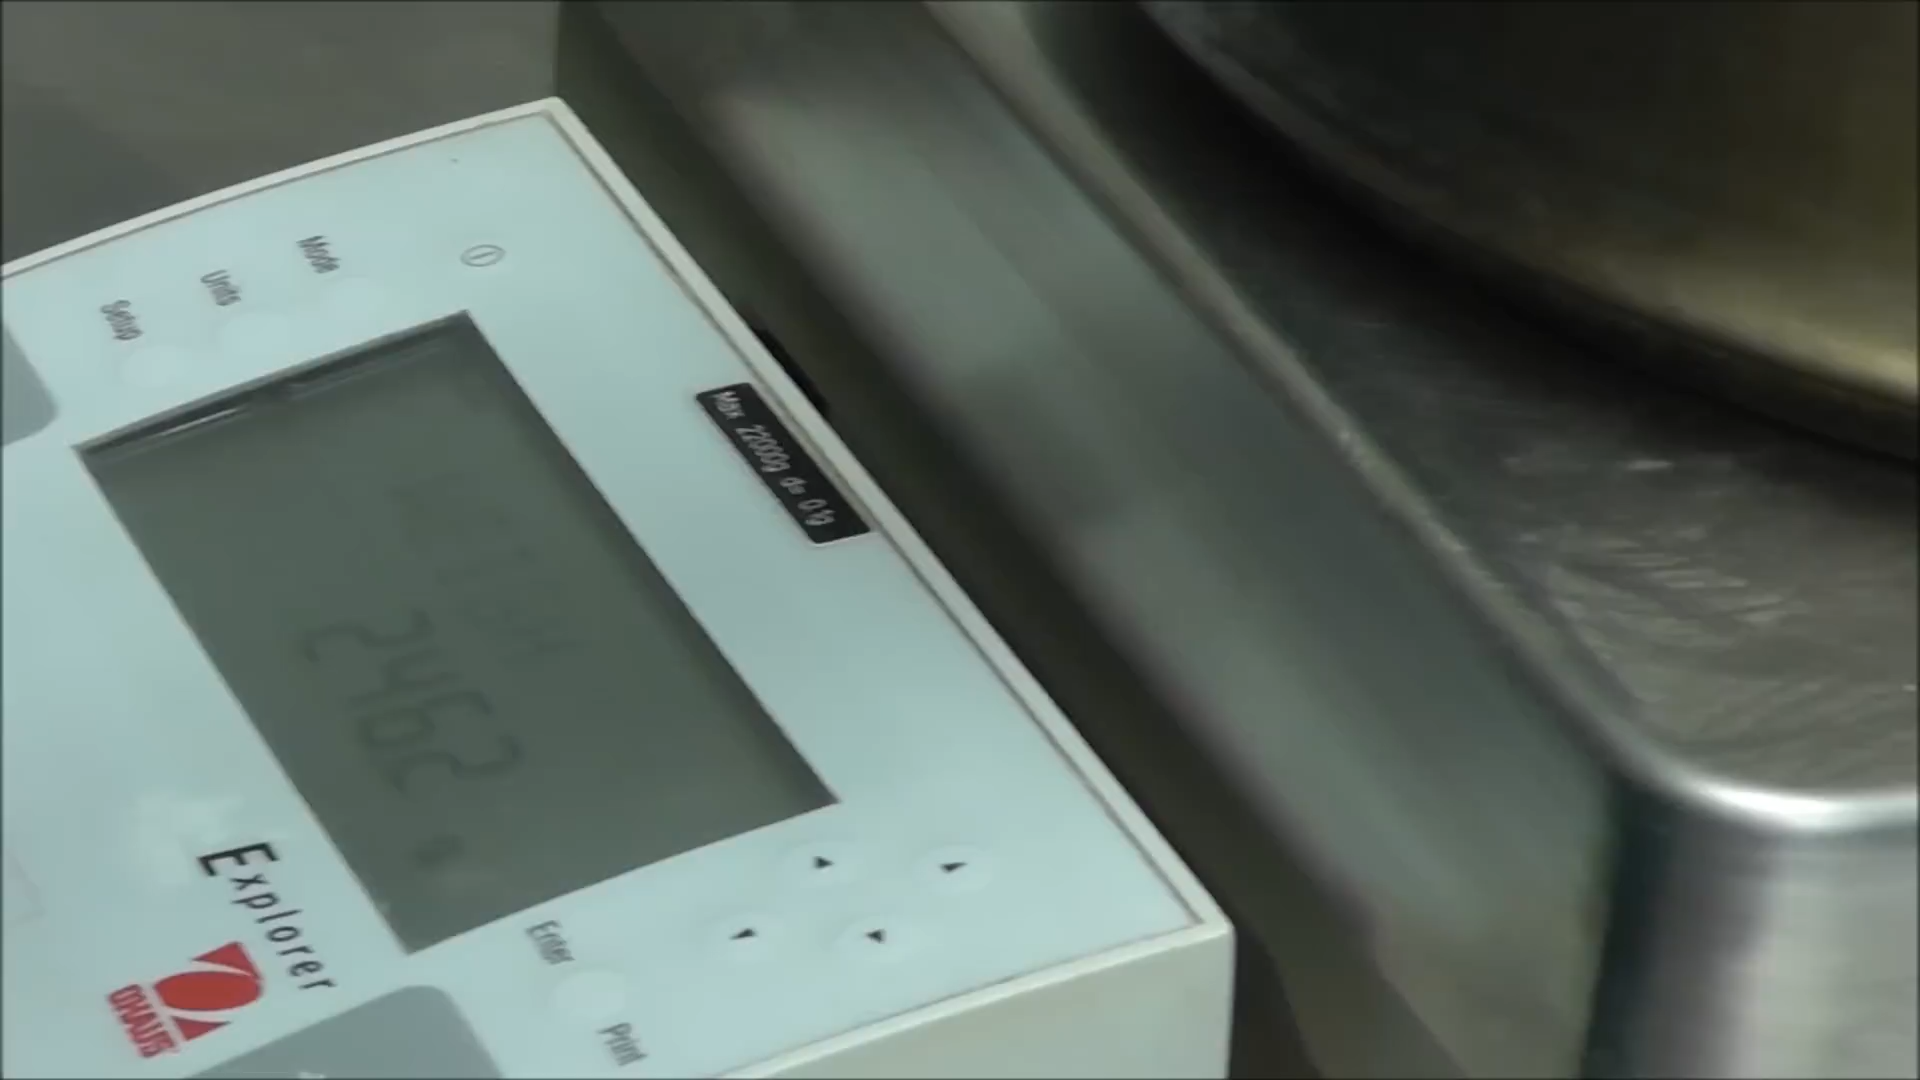 Max 22000g d= 0.1g
Mode
Units
Setup
2462
Explorer
OHAUS
Enter
Print